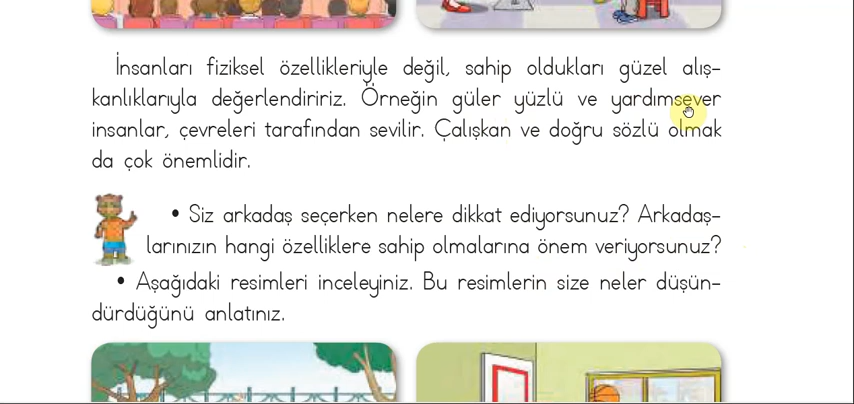 İnsanları fiziksel özellikleriyle değil, sahip oldukları güzel alış-
kanlıklarıyla değerlendiririz. Örneğin güler yüzlü ve yardımsever
insanlar, çevreleri tarafından sevilir. Çalışkan ve doğru sözlü olmak
da çok önemlidir.
• Siz arkadaş seçerken nelere dikkat ediyorsunuz? Arkadaş-
larınızın hangi özelliklere sahip olmalarına önem veriyorsunuz?
• Aşağıdaki resimleri inceleyiniz. Bu resimlerin size neler düşün-
dürdüğünü anlatınız.